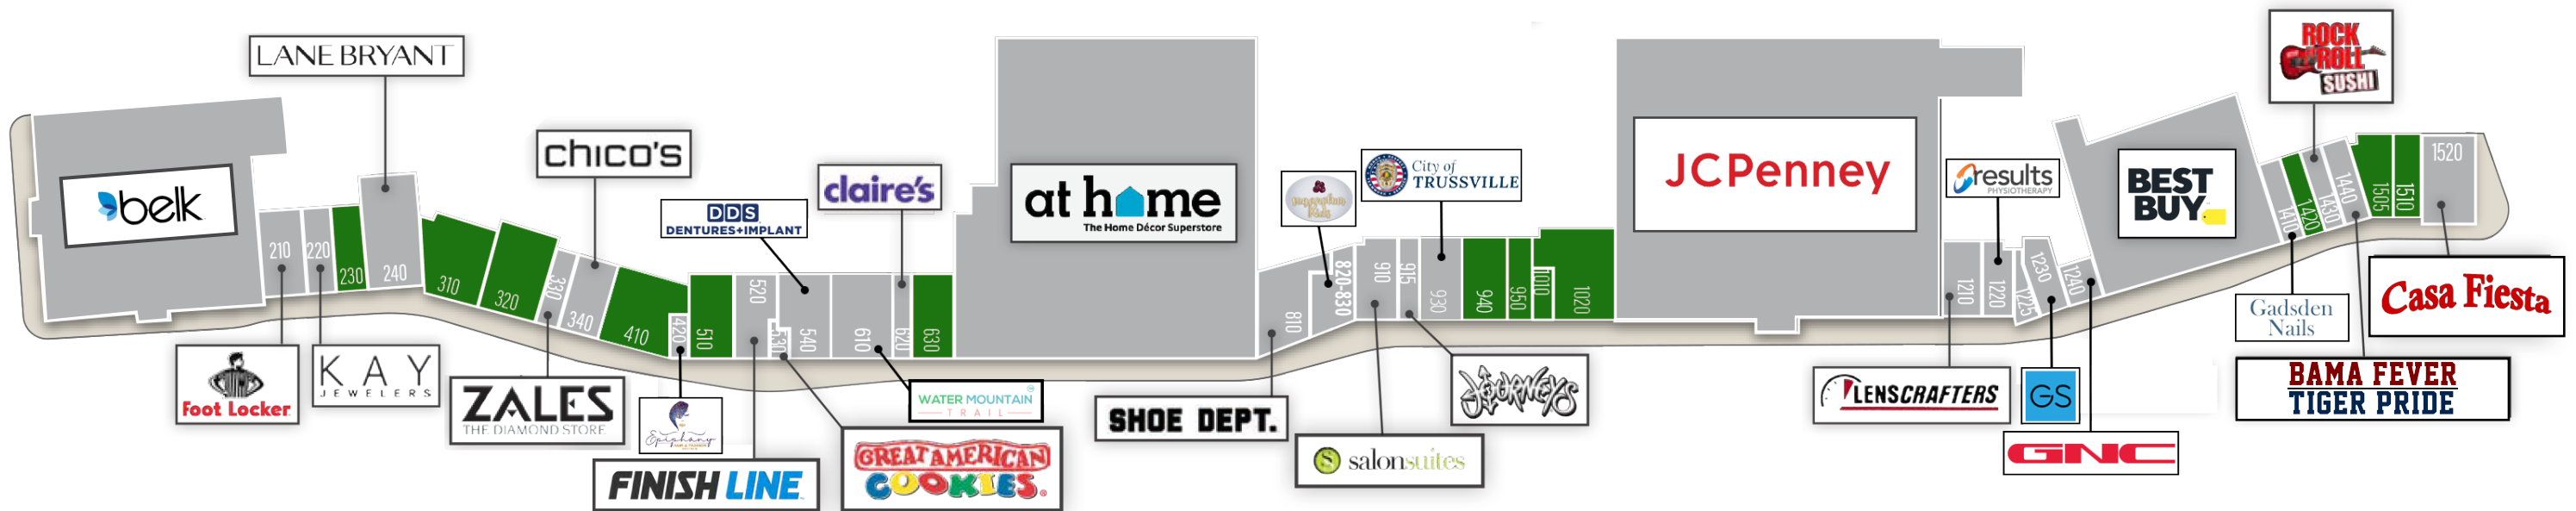 LANE BRYANT
belk
210
220
230
240
Foot Locker
KAY
JEWELERS
310
320
330
340
410
420
chico's
ZALES
THE DIAMOND STORE
Epiphany
DDS
DENTURES+IMPLANT
claire's
510
520
530
540
610
620
630
FINISH LINE
GREAT AMERICAN
COOKIES
WATER MOUNTAIN
TRAIL
at home
The Home Décor Superstore
City of
TRUSSVILLE
810
820-830
910
915
930
940
950
1010
1020
SHOE DEPT.
salonsuites
JOURNEYS
JCPenney
results
PHYSIOTHERAPY
1210
1220
1225
1230
1240
LENSCRAFTERS
GS
GNC
BEST
BUY
ROCK
N
ROLL
SUSHI
1410
1420
1430
1440
1505
1510
1520
Gadsden
Nails
BAMA FEVER
TIGER PRIDE
Casa Fiesta